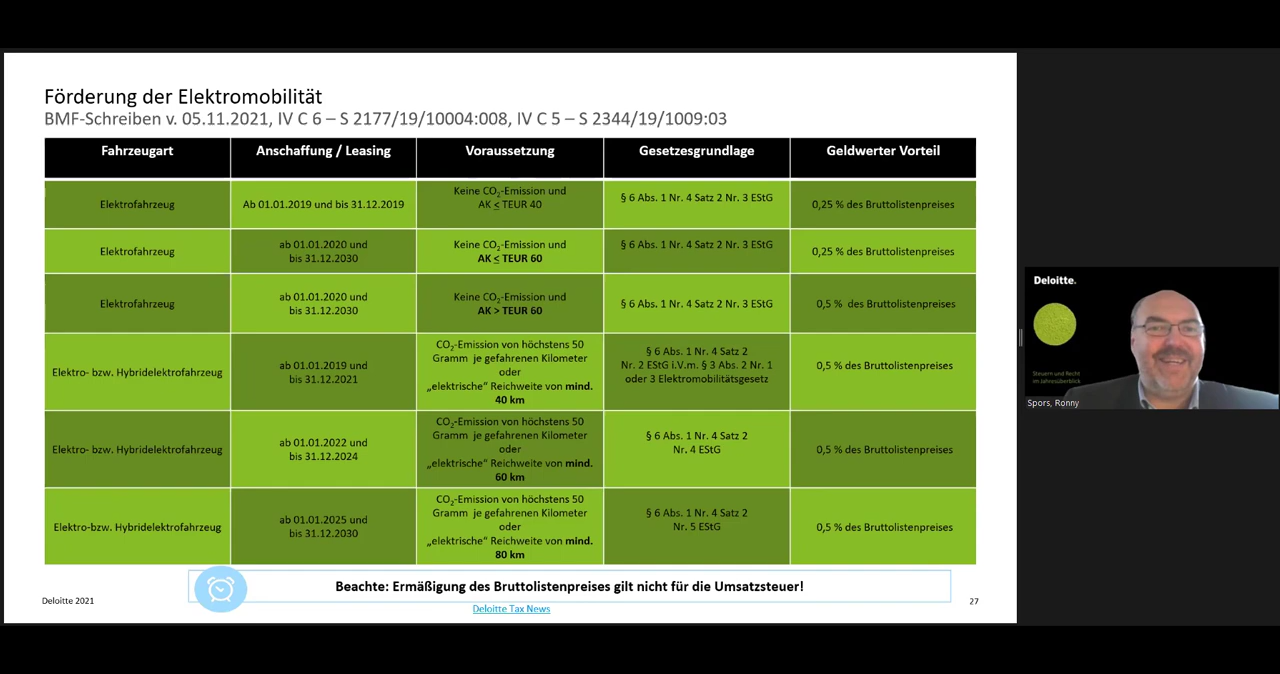 Förderung der Elektromobilität
BMF-Schreiben v. 05.11.2021, IV C 6 – S 2177/19/10004:008, IV C 5 – S 2344/19/1009:03
Fahrzeugart
Anschaffung / Leasing
Voraussetzung
Gesetzesgrundlage
Geldwerter Vorteil
Elektrofahrzeug
Ab 01.01.2019 und bis 31.12.2019
Keine CO₂-Emission und
AK ≤ TEUR 40
§ 6 Abs. 1 Nr. 4 Satz 2 Nr. 3 EStG
0,25 % des Bruttolistenpreises
Elektrofahrzeug
ab 01.01.2020 und
bis 31.12.2030
Keine CO₂-Emission und
AK ≤ TEUR 60
§ 6 Abs. 1 Nr. 4 Satz 2 Nr. 3 EStG
0,25 % des Bruttolistenpreises
Elektrofahrzeug
ab 01.01.2020 und
bis 31.12.2030
Keine CO₂-Emission und
AK > TEUR 60
§ 6 Abs. 1 Nr. 4 Satz 2 Nr. 3 EStG
0,5 % des Bruttolistenpreises
Elektro- bzw. Hybridelektrofahrzeug
ab 01.01.2019 und
bis 31.12.2021
CO₂-Emission von höchstens 50
Gramm je gefahrenen Kilometer
oder
„elektrische“ Reichweite von mind.
40 km
§ 6 Abs. 1 Nr. 4 Satz 2
Nr. 2 EStG i.V.m. § 3 Abs. 2 Nr. 1
oder 3 Elektromobilitätsgesetz
0,5 % des Bruttolistenpreises
Elektro- bzw. Hybridelektrofahrzeug
ab 01.01.2022 und
bis 31.12.2024
CO₂-Emission von höchstens 50
Gramm je gefahrenen Kilometer
oder
„elektrische“ Reichweite von mind.
60 km
§ 6 Abs. 1 Nr. 4 Satz 2
Nr. 4 EStG
0,5 % des Bruttolistenpreises
Elektro-bzw. Hybridelektrofahrzeug
ab 01.01.2025 und
bis 31.12.2030
CO₂-Emission von höchstens 50
Gramm je gefahrenen Kilometer
oder
„elektrische“ Reichweite von mind.
80 km
§ 6 Abs. 1 Nr. 4 Satz 2
Nr. 5 EStG
0,5 % des Bruttolistenpreises
Beachte: Ermäßigung des Bruttolistenpreises gilt nicht für die Umsatzsteuer!
Deloitte 2021
Deloitte Tax News
27
Deloitte.
Steuern und Recht
im Jahresüberblick
Spors, Ronny